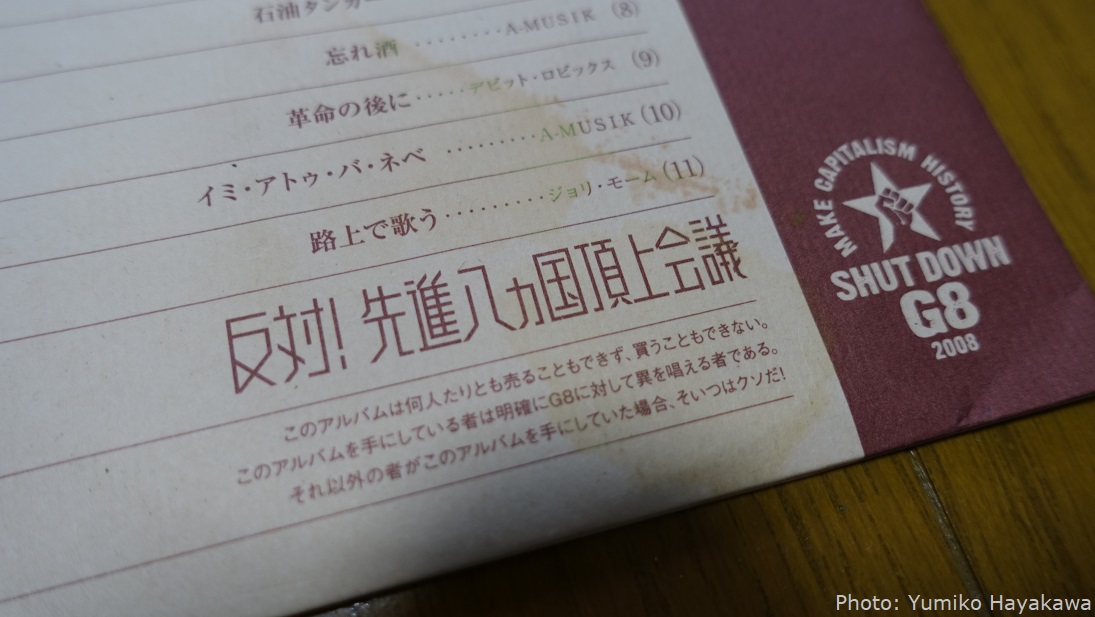 石油タンカー
忘れ酒 ········· A-MUSIK (8)
革命の後に ····· デビット・ロビックス (9)
イミ・アトゥ・バ・ネベ ········· A-MUSIK (10)
路上で歌う ·········· ジョリ・モーム (11)
反対! 先進八ヵ国頂上会議
このアルバムは何人たりとも売ることもできず、買うこともできない。
このアルバムを手にしている者は明確にG8に対して異を唱える者である。
それ以外の者がこのアルバムを手にしていた場合、そいつはクソだ!
MAKE CAPITALISM HISTORY
SHUT DOWN
G8
2008
Photo: Yumiko Hayakawa